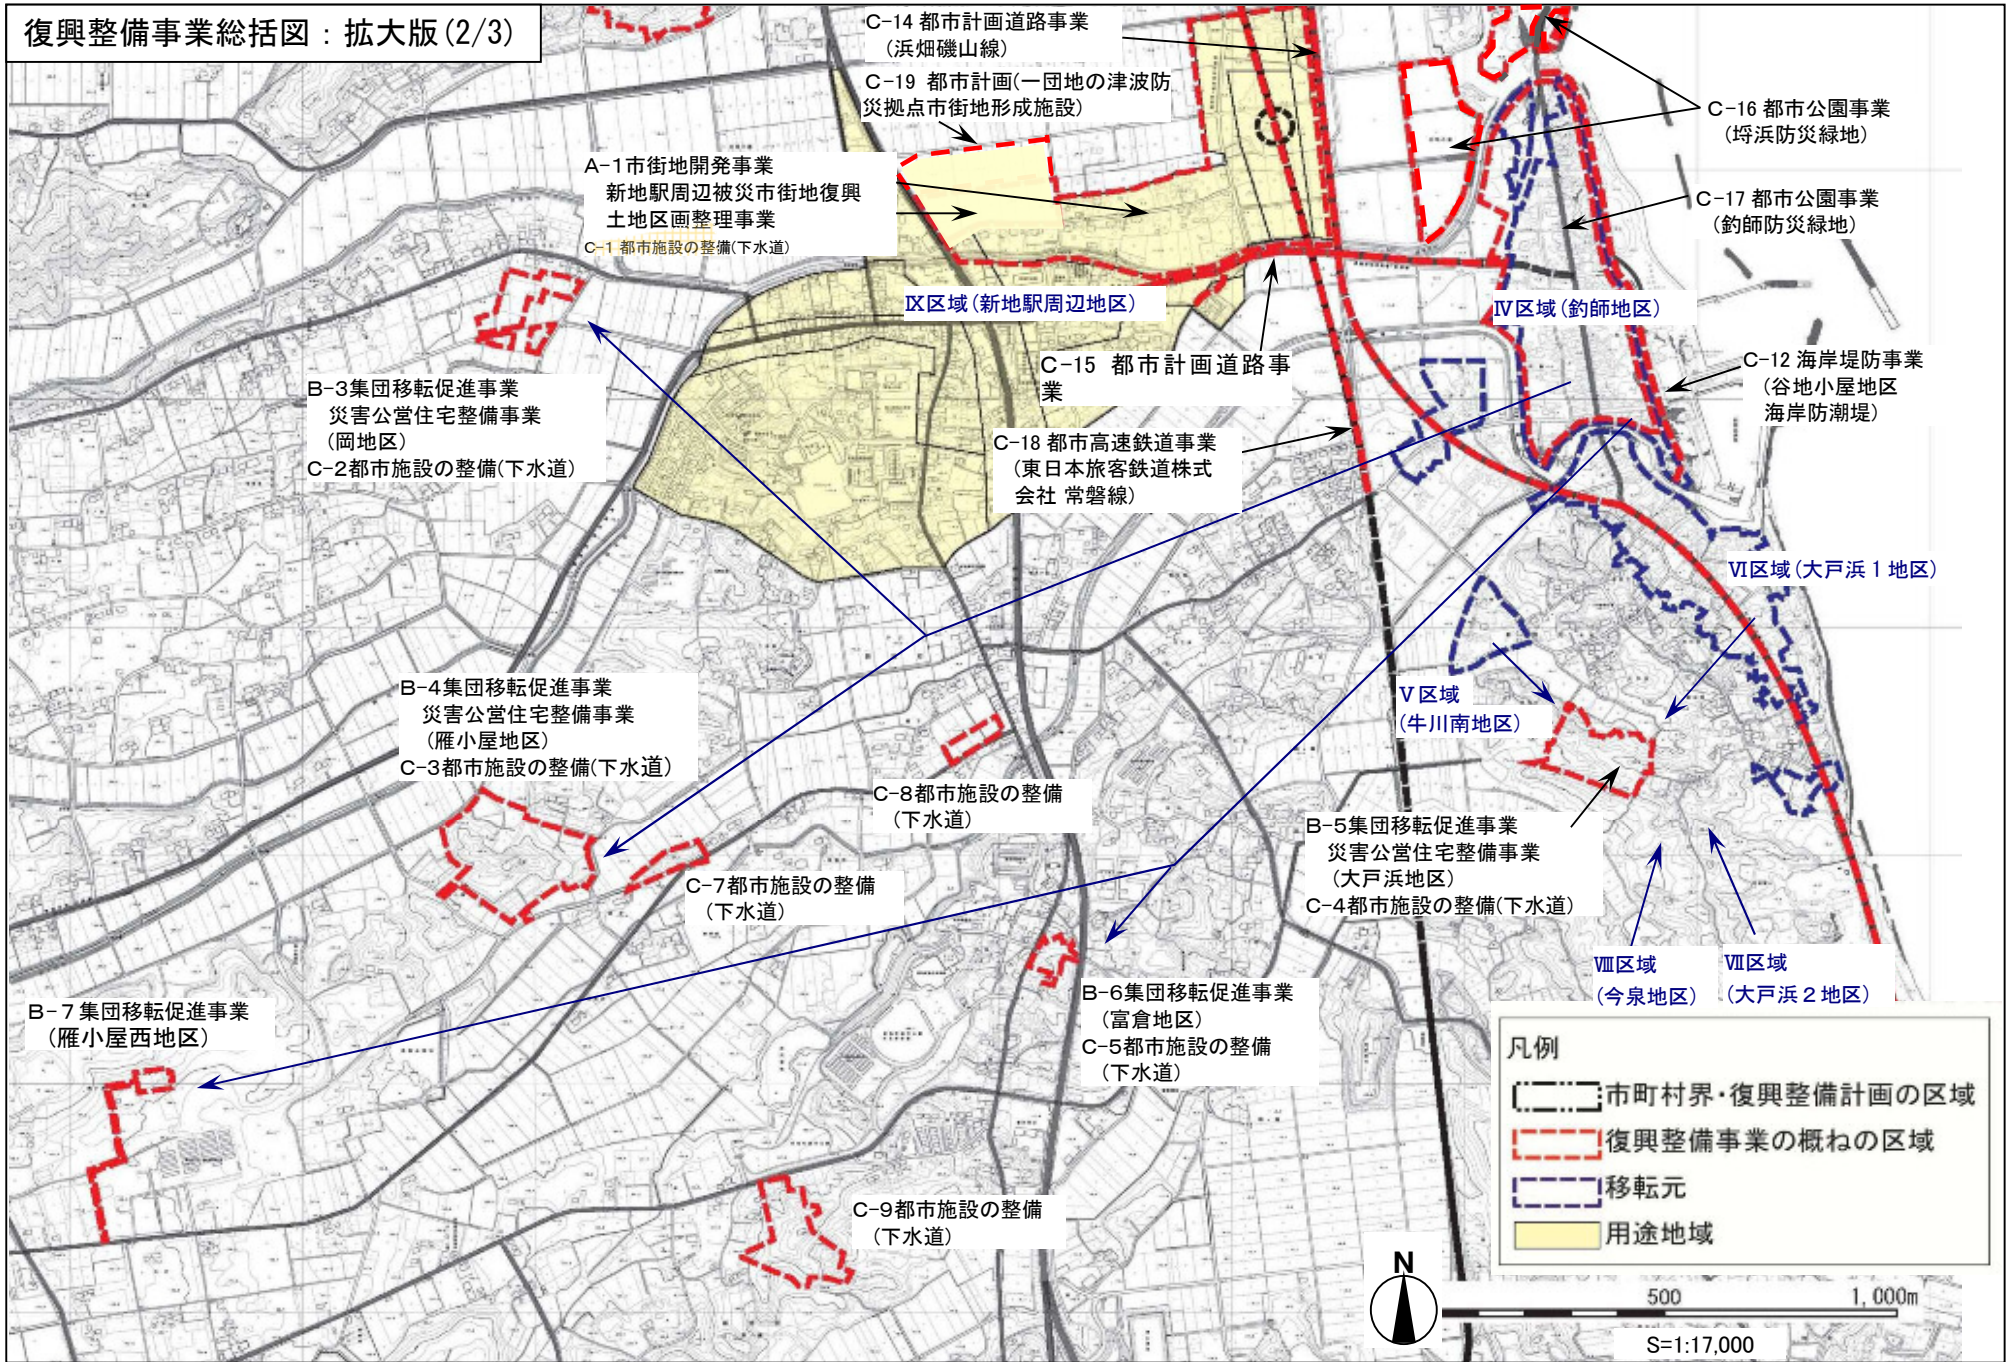 復興整備事業総括図：拡大版(2/3)
C-14 都市計画道路事業
（浜畑磯山線）
C-19 都市計画(一団地の津波防
災拠点市街地形成施設)
A-1市街地開発事業
新地駅周辺被災市街地復興
土地区画整理事業
C-1 都市施設の整備(下水道)
C-16 都市公園事業
（埒浜防災緑地）
C-17 都市公園事業
（釣師防災緑地）
Ⅸ区域(新地駅周辺地区)
Ⅳ区域(釣師地区)
C-15 都市計画道路事
業
C-12 海岸堤防事業
（谷地小屋地区
海岸防潮堤）
B-3集団移転促進事業
災害公営住宅整備事業
（岡地区）
C-2都市施設の整備(下水道)
C-18 都市高速鉄道事業
（東日本旅客鉄道株式
会社 常磐線）
Ⅵ区域(大戸浜１地区)
Ⅴ区域
(牛川南地区)
B-4集団移転促進事業
災害公営住宅整備事業
（雁小屋地区）
C-3都市施設の整備(下水道)
C-8都市施設の整備
（下水道）
B-5集団移転促進事業
災害公営住宅整備事業
（大戸浜地区）
C-4都市施設の整備(下水道)
C-7都市施設の整備
（下水道）
Ⅷ区域
(今泉地区)
Ⅶ区域
(大戸浜２地区)
B-7集団移転促進事業
（雁小屋西地区）
B-6集団移転促進事業
（富倉地区）
C-5都市施設の整備
（下水道）
C-9都市施設の整備
（下水道）
凡例
市町村界・復興整備計画の区域
復興整備事業の概ねの区域
移転元
用途地域
N
500
1,000m
S=1:17,000